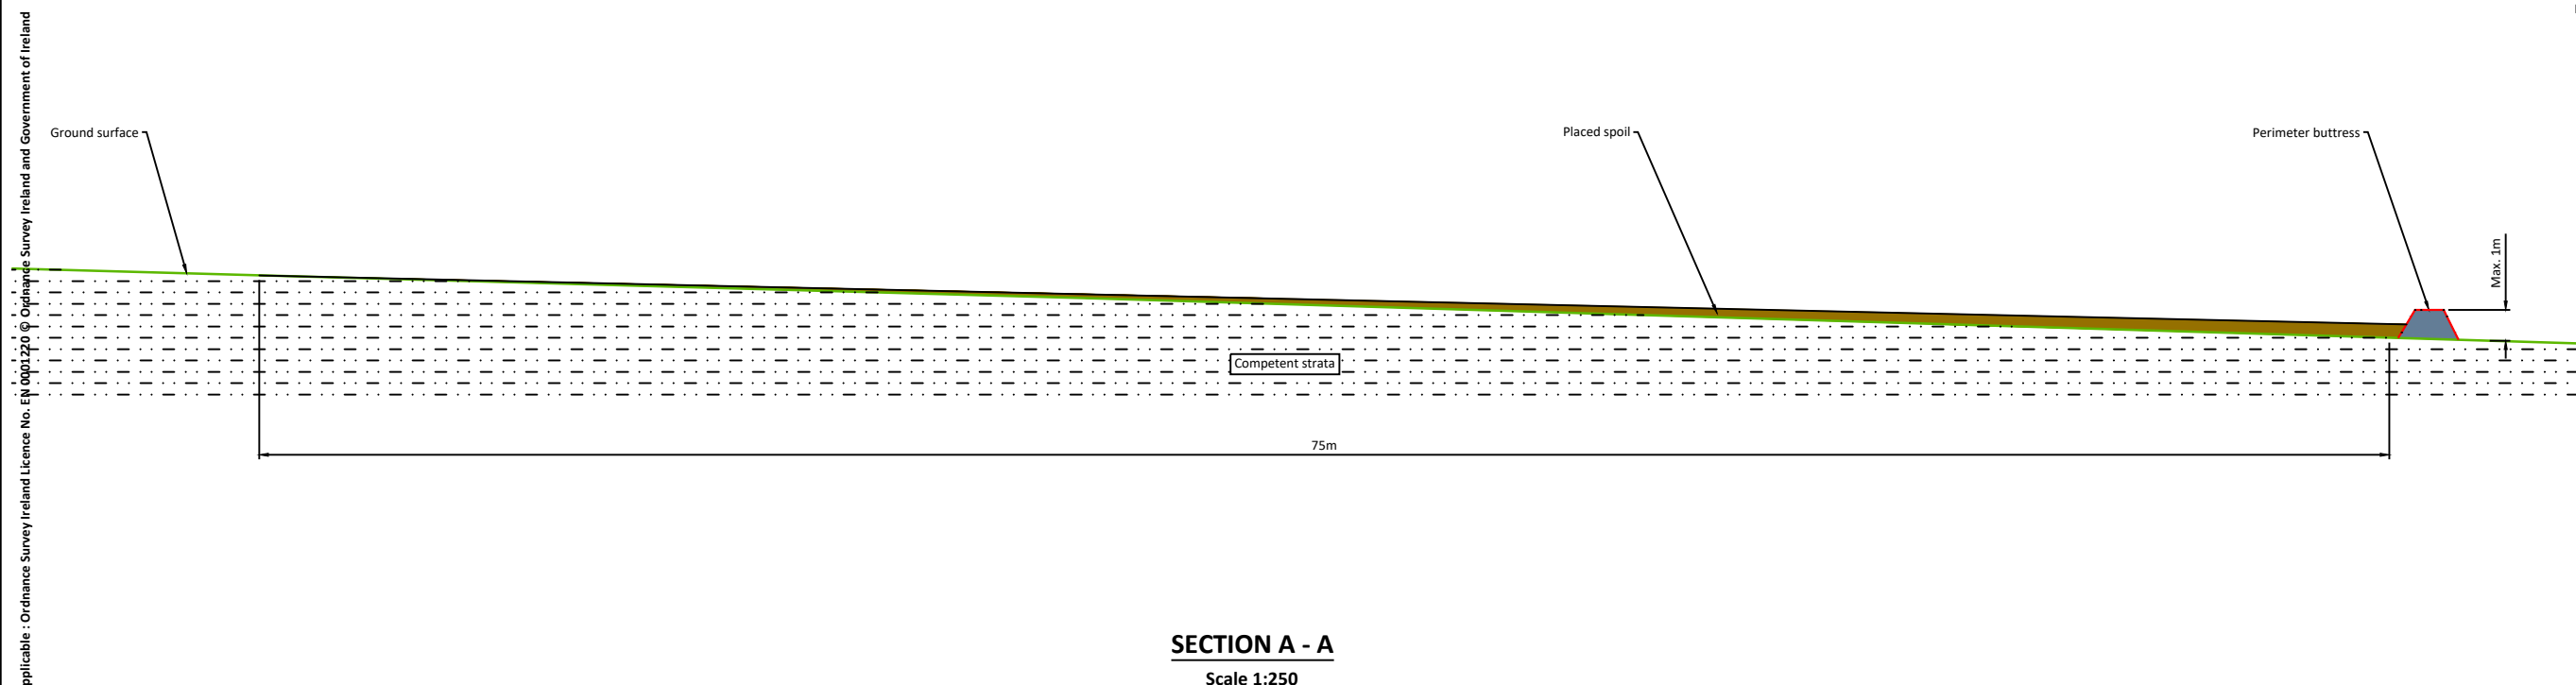 pplicable : Ordnance Survey Ireland Licence No. EN 0001220 © Ordnance Survey Ireland and Government of Ireland
Ground surface
Placed spoil
Perimeter buttress
Max. 1m
Competent strata
75m
SECTION A - A
Scale 1:250